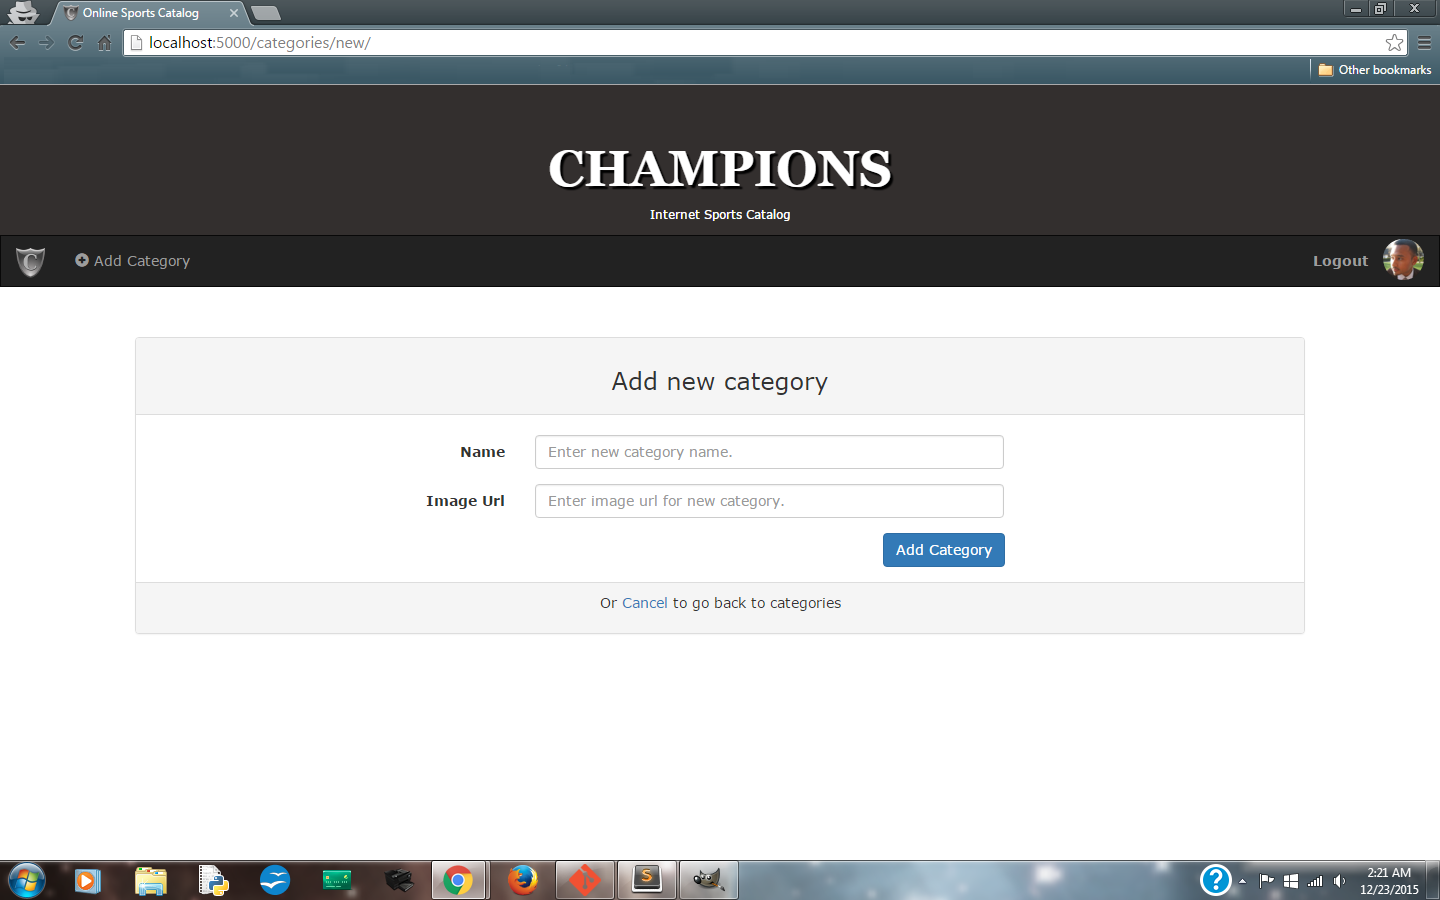 Online Sports Catalog
localhost:5000/categories/new/
Other bookmarks
CHAMPIONS
Internet Sports Catalog
C
Add Category
Logout
Add new category
Name
Enter new category name.
Image Url
Enter image url for new category.
Add Category
Or Cancel to go back to categories
S
?
2:21 AM
12/23/2015